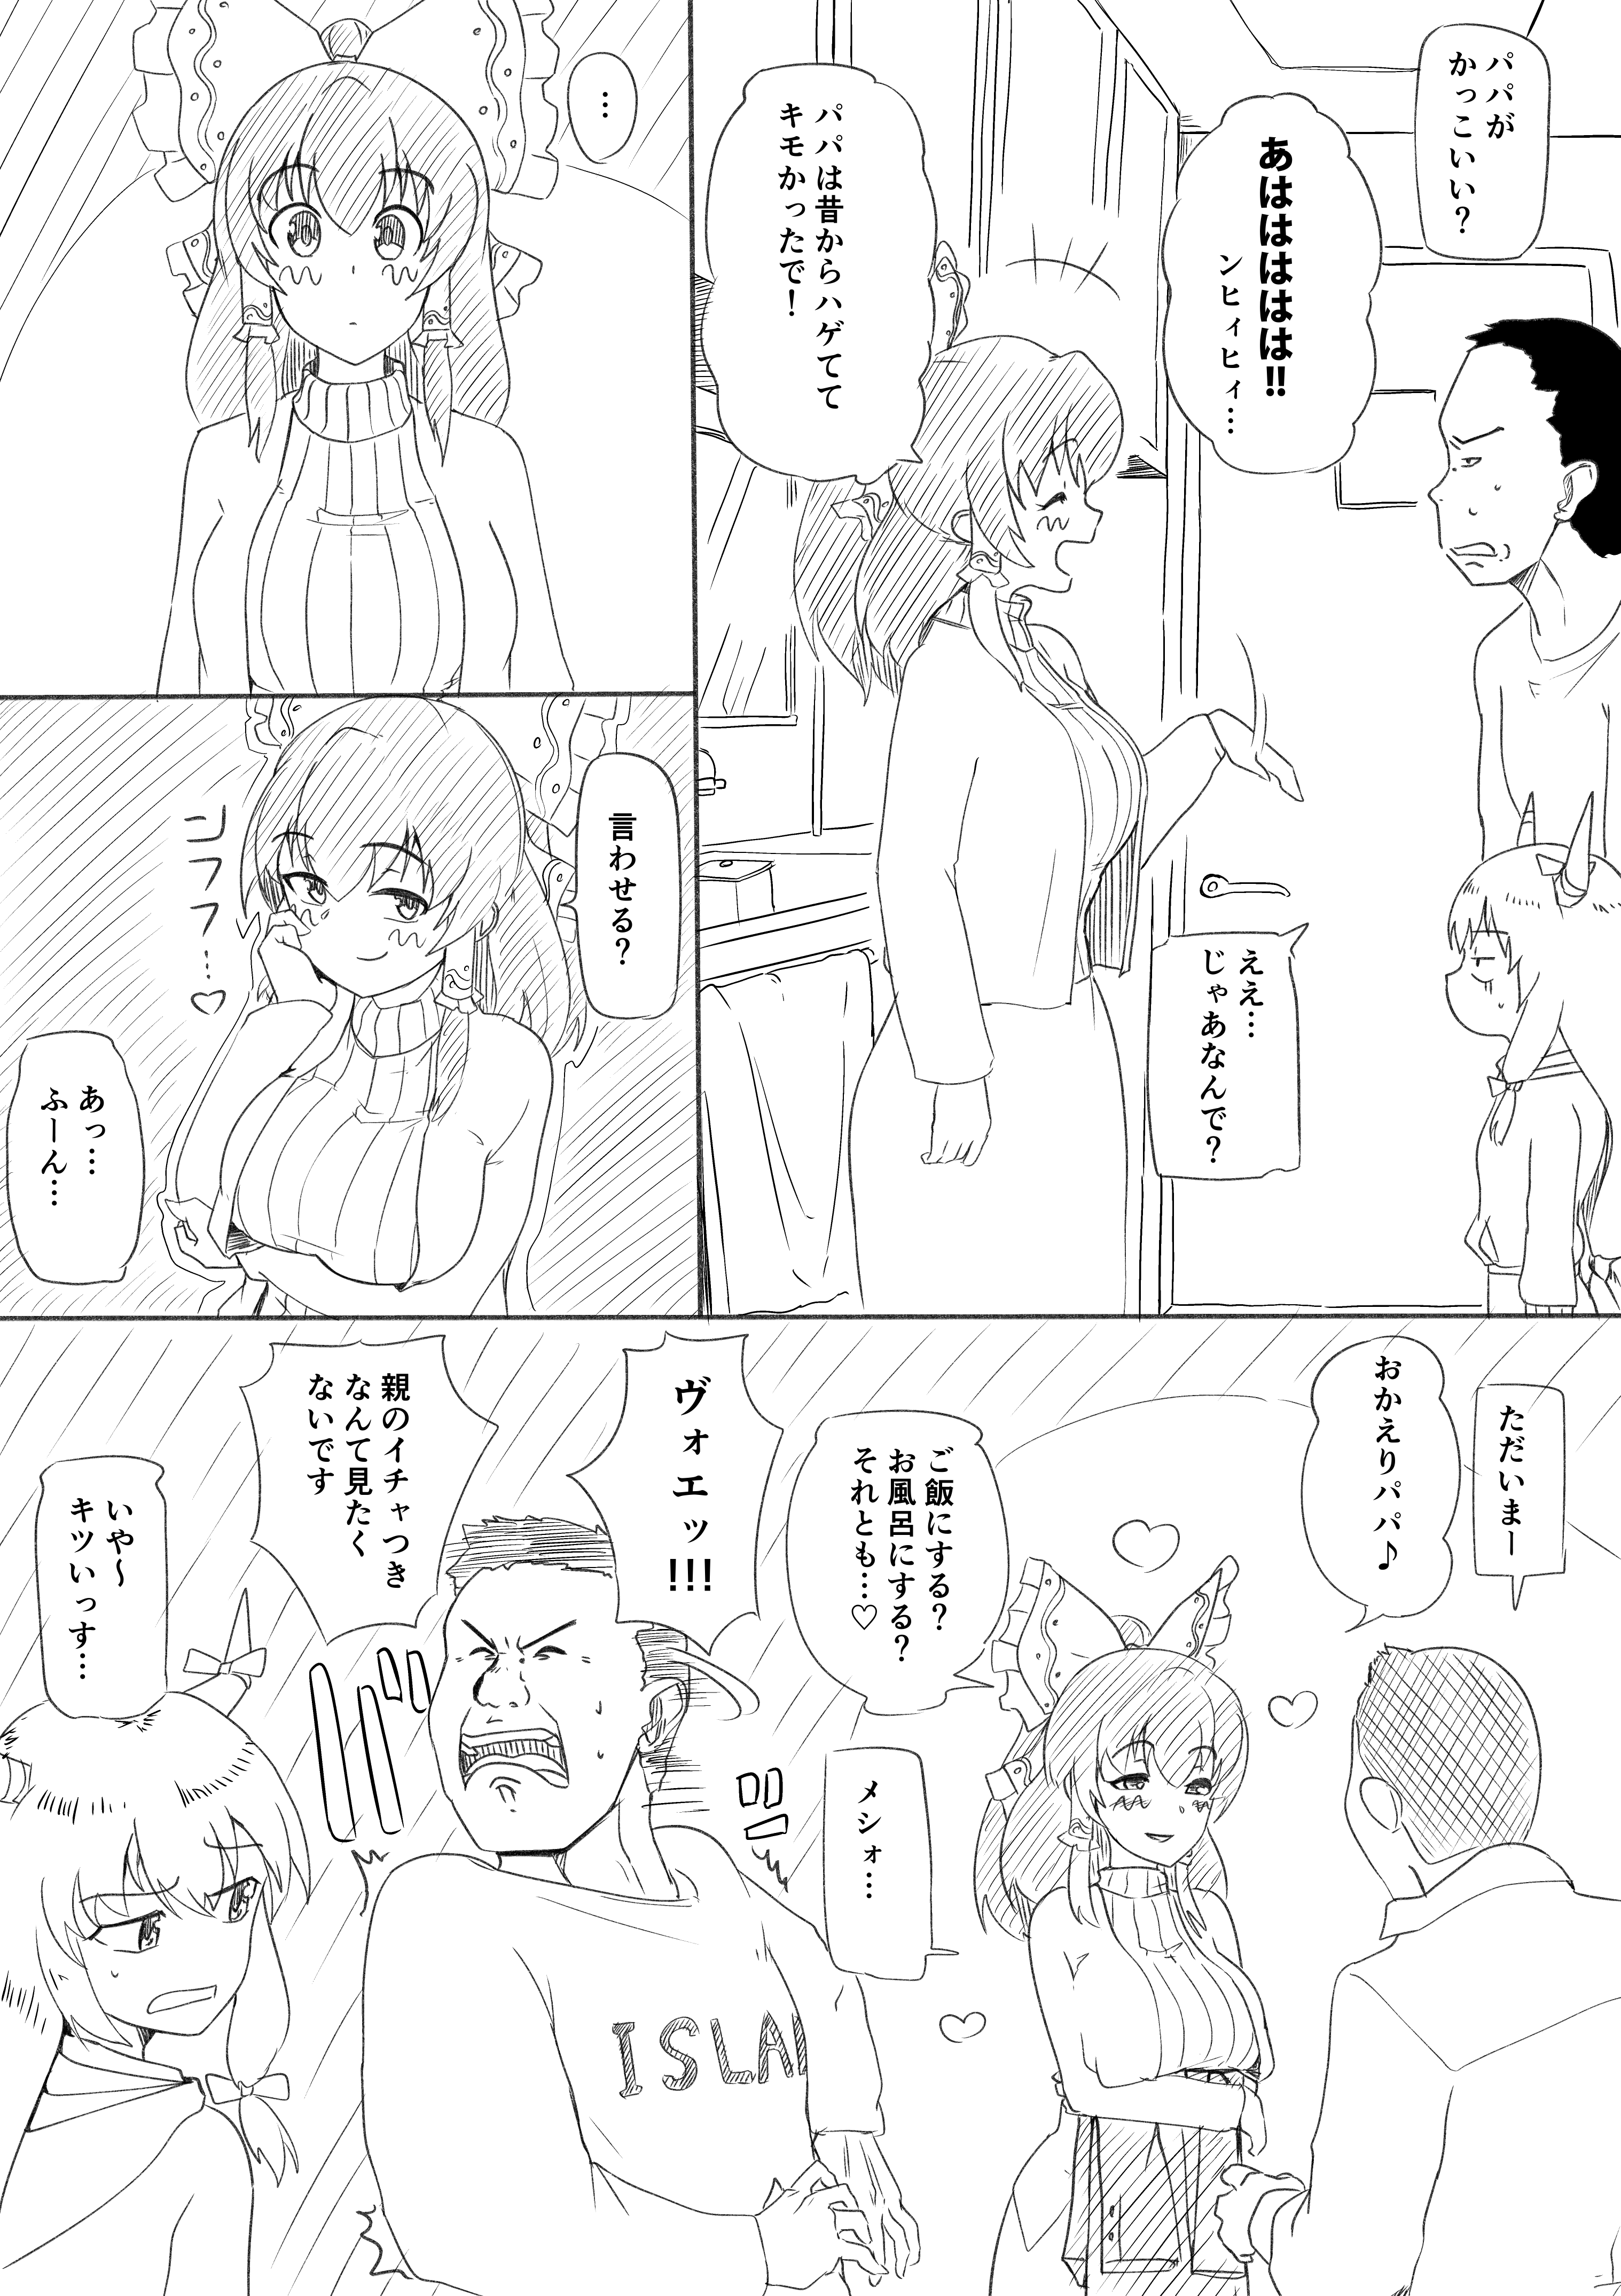 パパが
かっこいい?
あはははははは!!
ンヒィヒィ…
パパは昔からハゲてて
キモかったで!
ええ…
じゃあなんで?
…
言わせる?
ンフフ…♡
あっ…
ふーん…
ただいまー
おかえりパパ♪
ご飯にする?
お風呂にする?
それとも…♡
メシォ…
ヴォエッ!!!
親のイチャつき
なんて見たく
ないです
バッ
いや~
キツいっす…
ISLA